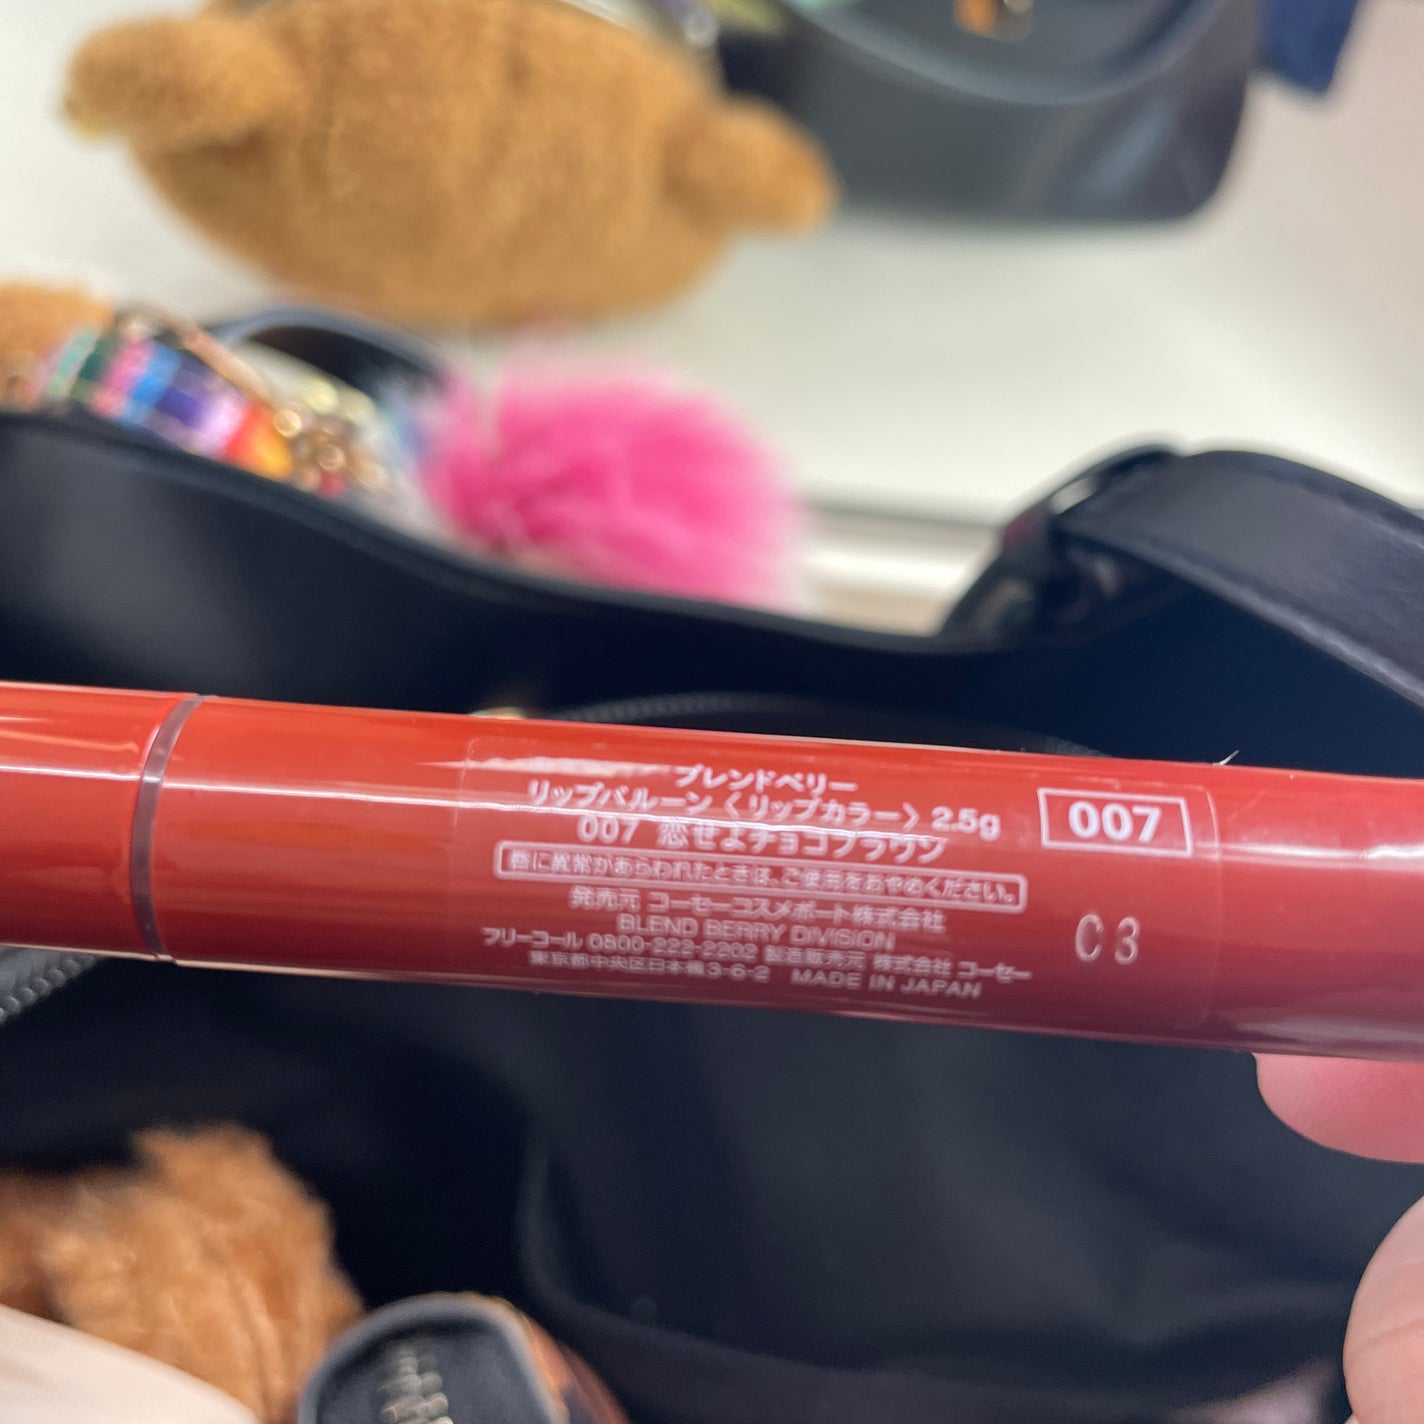 ブレンドベリー
リップバルーン〈リップカラー〉2.5g
007 恋せよチョコブラウン
007
唇に異常があらわれたときは、ご使用をおやめください。
発売元 コーセーコスメポート株式会社
BLEND BERRY DIVISION
フリーコール 0800-222-2202 製造販売元 株式会社 コーセー
東京都中央区日本橋3-6-2 MADE IN JAPAN
C3